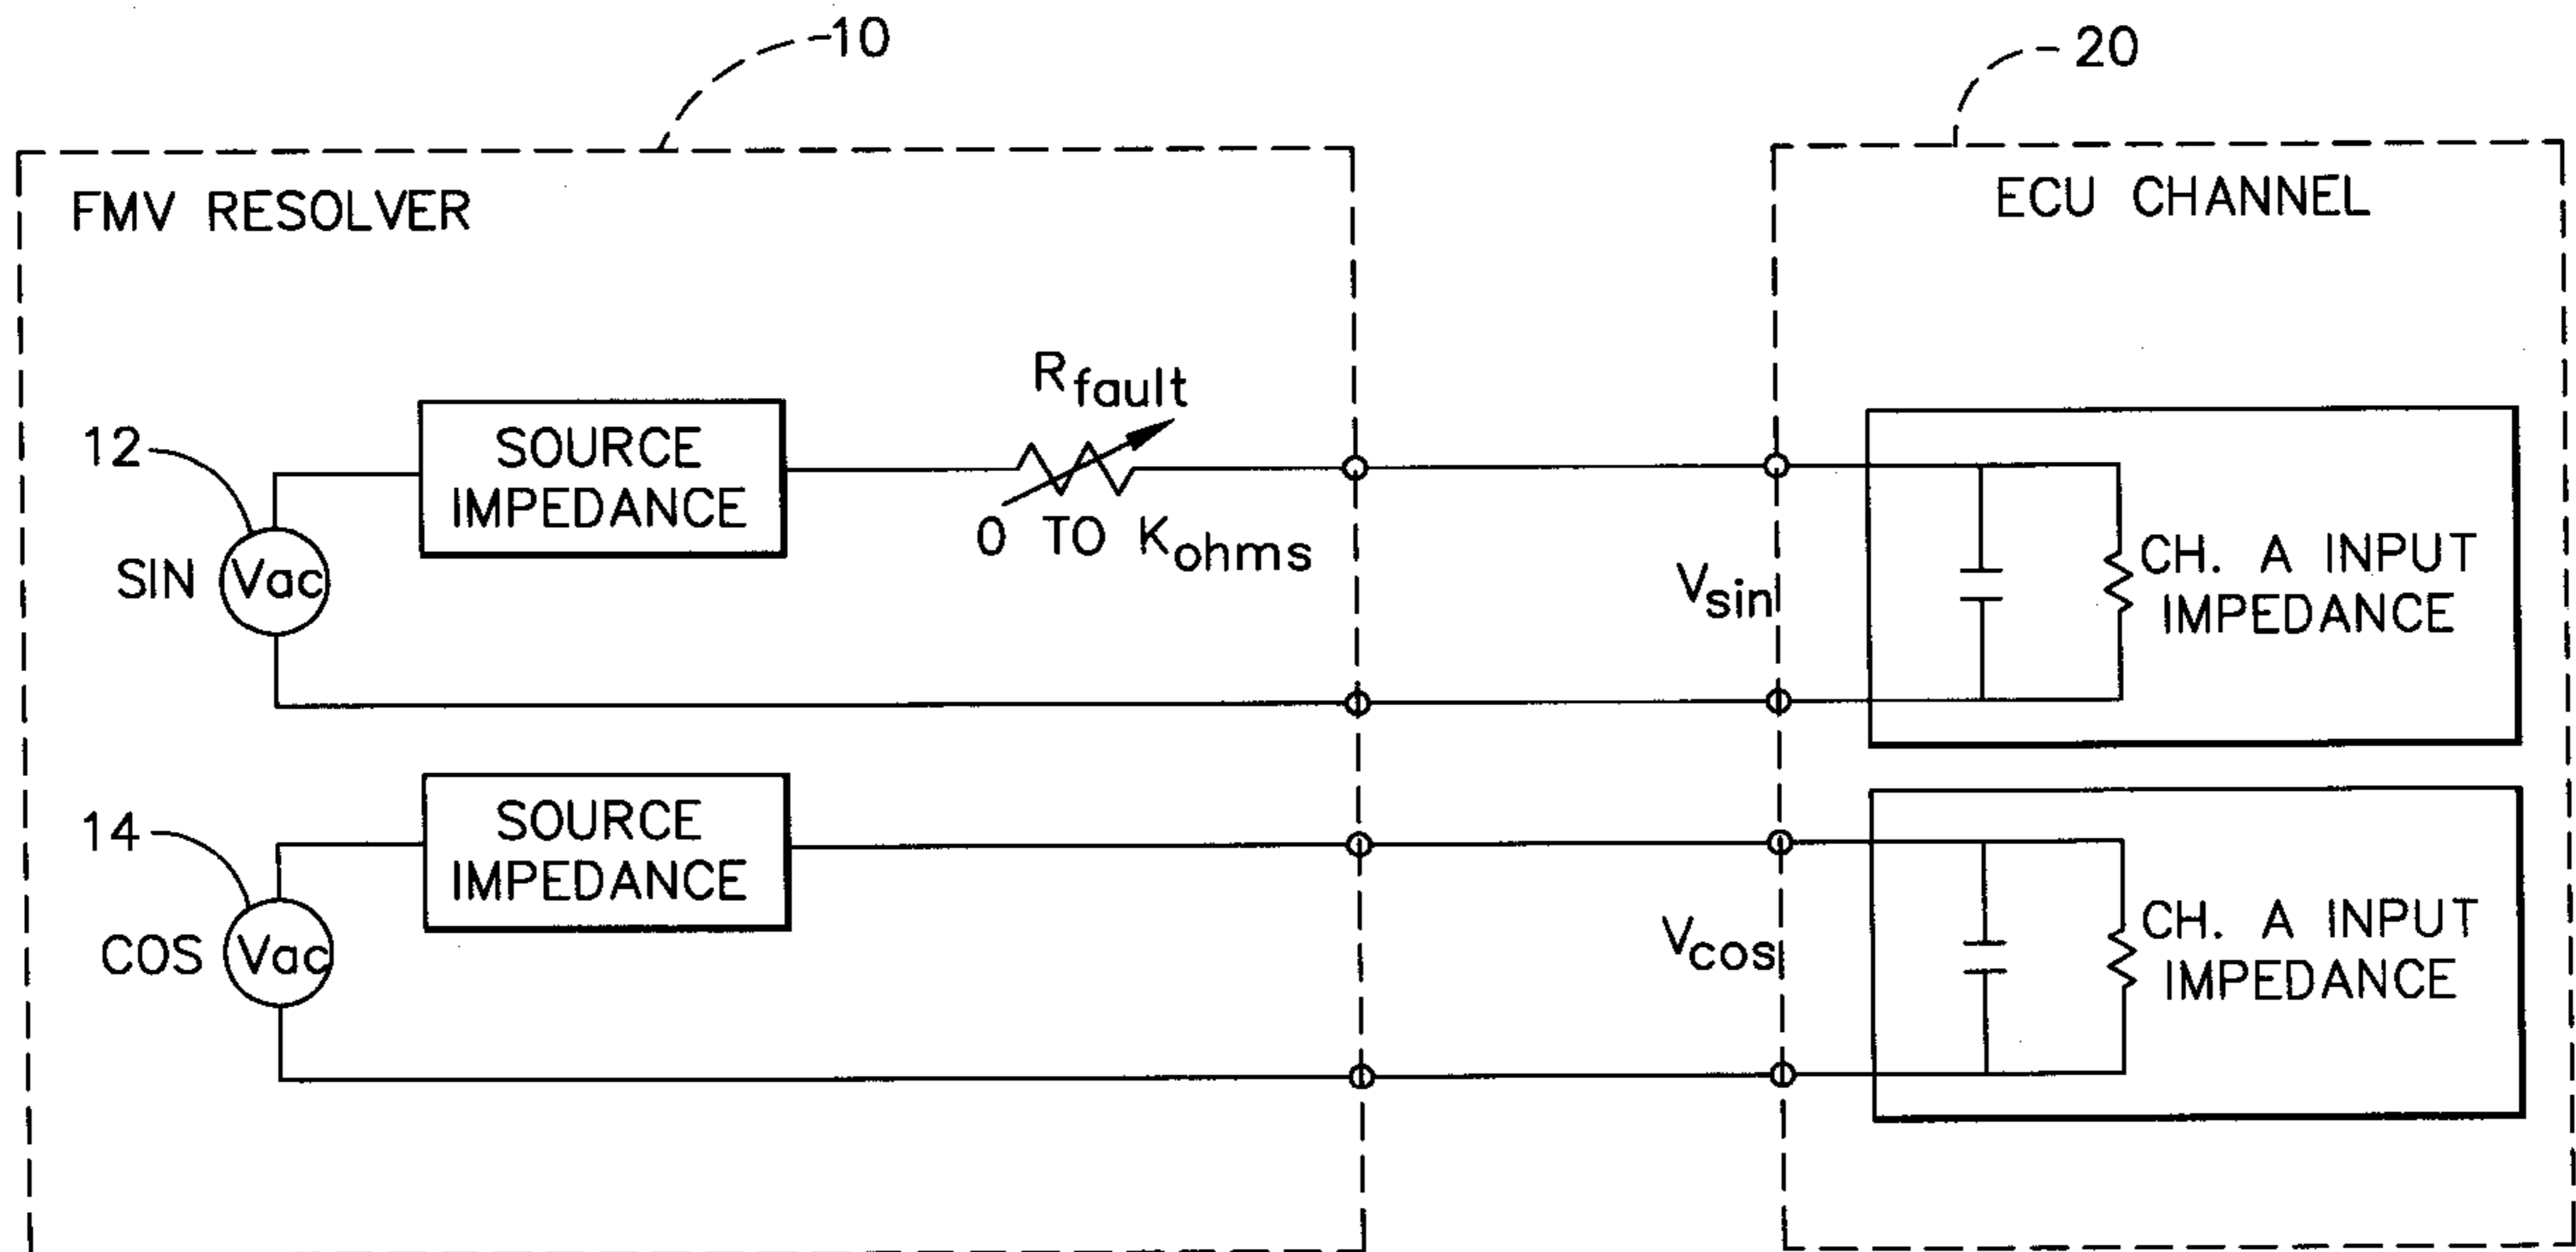 10
20
FMV RESOLVER
ECU CHANNEL
Rfault
12
SOURCE
IMPEDANCE
0 TO Kohms
SIN
Vac
Vsin
CH. A INPUT
IMPEDANCE
14
SOURCE
IMPEDANCE
COS
Vac
Vcos
CH. A INPUT
IMPEDANCE